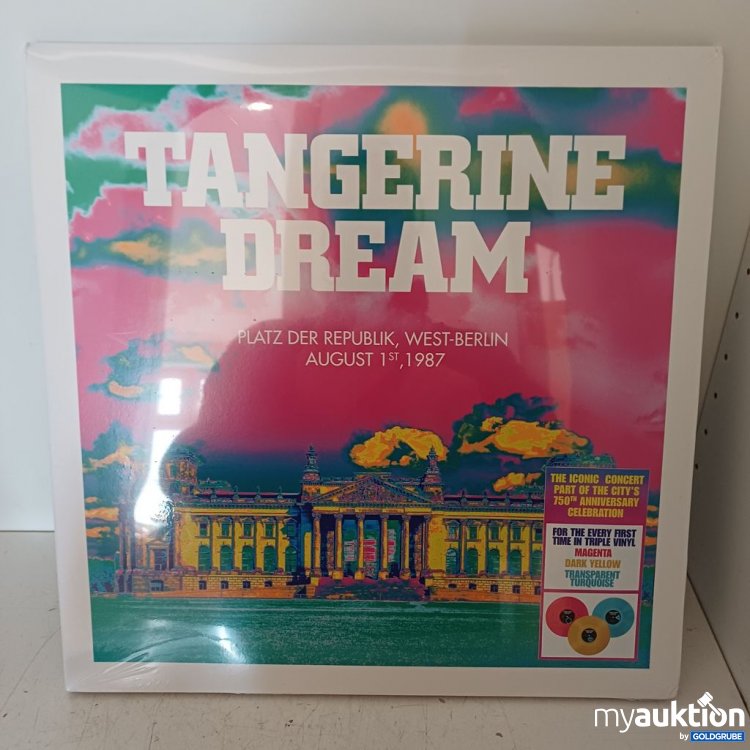 TANGERINE
DREAM
PLATZ DER REPUBLIK, WEST-BERLIN
AUGUST 1ST, 1987
THE ICONIC CONCERT
PART OF THE CITY'S
750TH ANNIVERSARY
CELEBRATION
FOR THE EVERY FIRST
TIME IN TRIPLE VINYL
MAGENTA
DARK YELLOW
TRANSPARENT
TURQUOISE
myauktion
by GOLDGRUBE